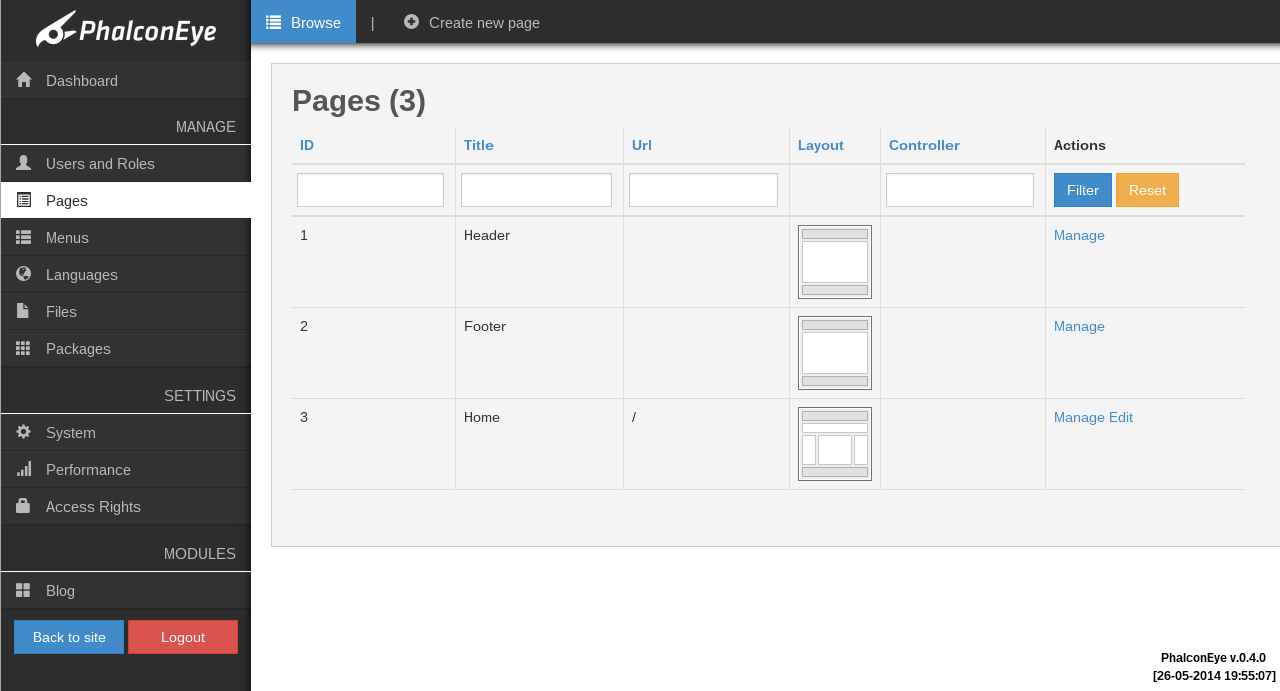 PhalconEye
Browse | Create new page
Dashboard
MANAGE
Users and Roles
Pages
Menus
Languages
Files
Packages
SETTINGS
System
Performance
Access Rights
MODULES
Blog
Back to site Logout
Pages (3)
ID Title Url Layout Controller Actions
Filter Reset
1 Header Manage
2 Footer Manage
3 Home / Manage Edit
PhalconEye v.0.4.0
[26-05-2014 19:55:07]